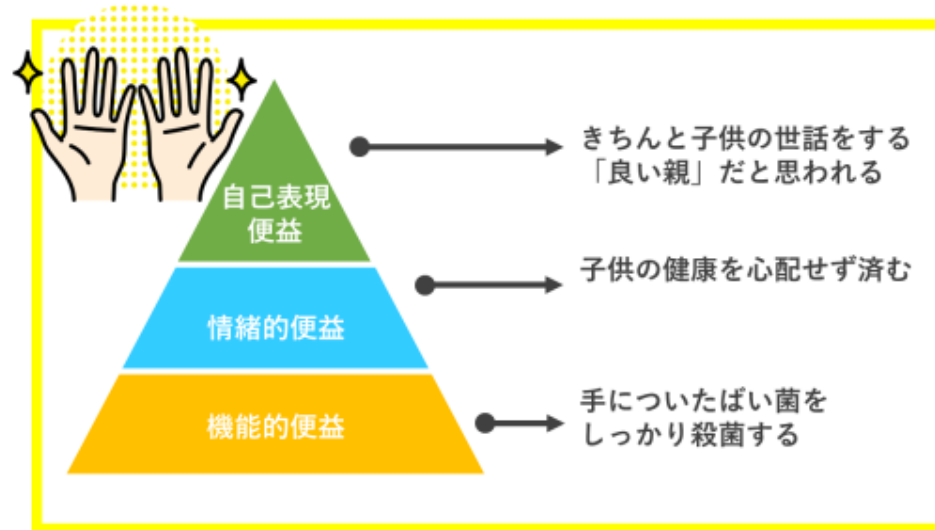 きちんと子供の世話をする
「良い親」だと思われる
自己表現
便益
子供の健康を心配せず済む
情緒的便益
手についたばい菌を
しっかり殺菌する
機能的便益